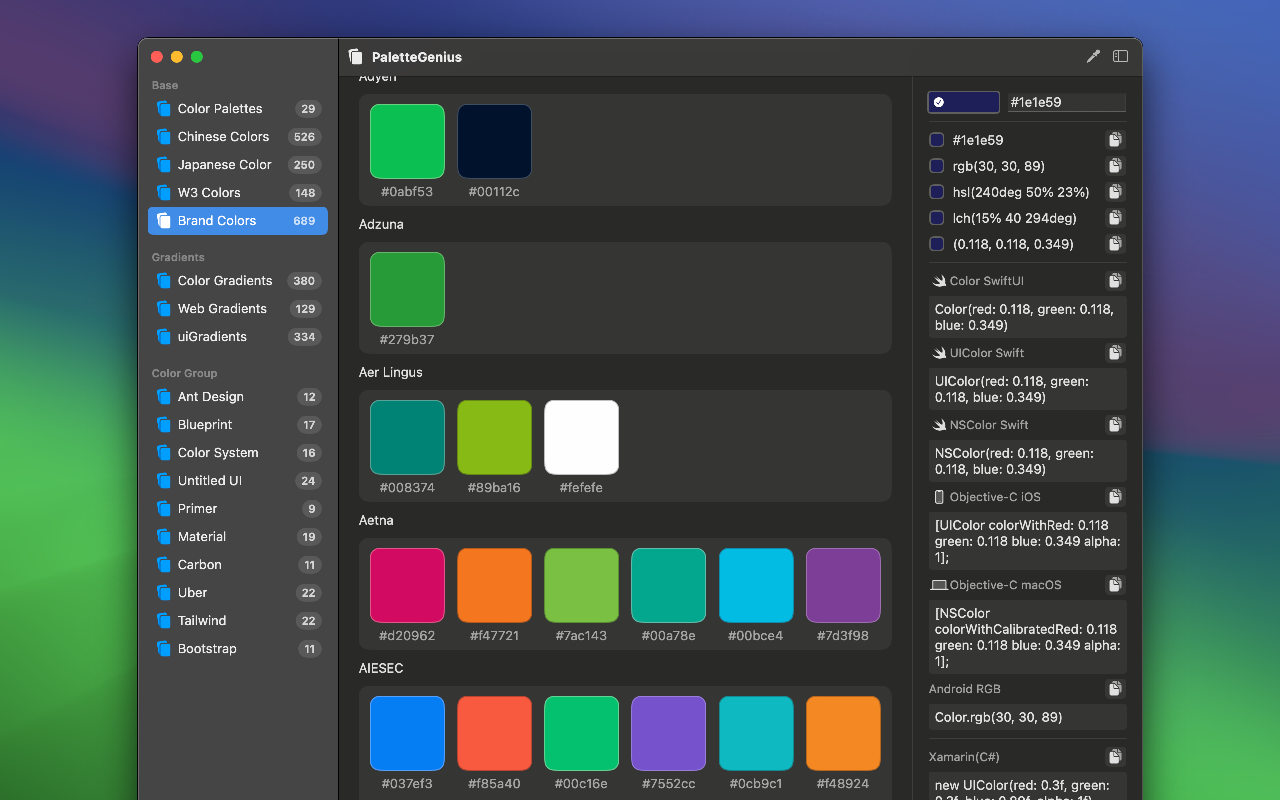 PaletteGenius
Base
Color Palettes 29
Chinese Colors 526
Japanese Color 250
W3 Colors 148
Brand Colors 689
Gradients
Color Gradients 380
Web Gradients 129
uiGradients 334
Color Group
Ant Design 12
Blueprint 17
Color System 16
Untitled UI 24
Primer 9
Material 19
Carbon 11
Uber 22
Tailwind 22
Bootstrap 11
Adyen
#0abf53 #00112c
Adzuna
#279b37
Aer Lingus
#008374 #89ba16 #fefefe
Aetna
#d20962 #f47721 #7ac143 #00a78e #00bce4 #7d3f98
AIESEC
#037ef3 #f85a40 #00c16e #7552cc #0cb9c1 #f48924
#1e1e59
#1e1e59
rgb(30, 30, 89)
hsl(240deg 50% 23%)
lch(15% 40 294deg)
(0.118, 0.118, 0.349)
Color SwiftUI
Color(red: 0.118, green: 0.118,
blue: 0.349)
UIColor Swift
UIColor(red: 0.118, green:
0.118, blue: 0.349)
NSColor Swift
NSColor(red: 0.118, green:
0.118, blue: 0.349)
Objective-C iOS
[UIColor colorWithRed: 0.118
green: 0.118 blue: 0.349 alpha:
1];
Objective-C macOS
[NSColor
colorWithCalibratedRed: 0.118
green: 0.118 blue: 0.349 alpha:
1];
Android RGB
Color.rgb(30, 30, 89)
Xamarin(C#)
new UIColor(red: 0.3f, green: